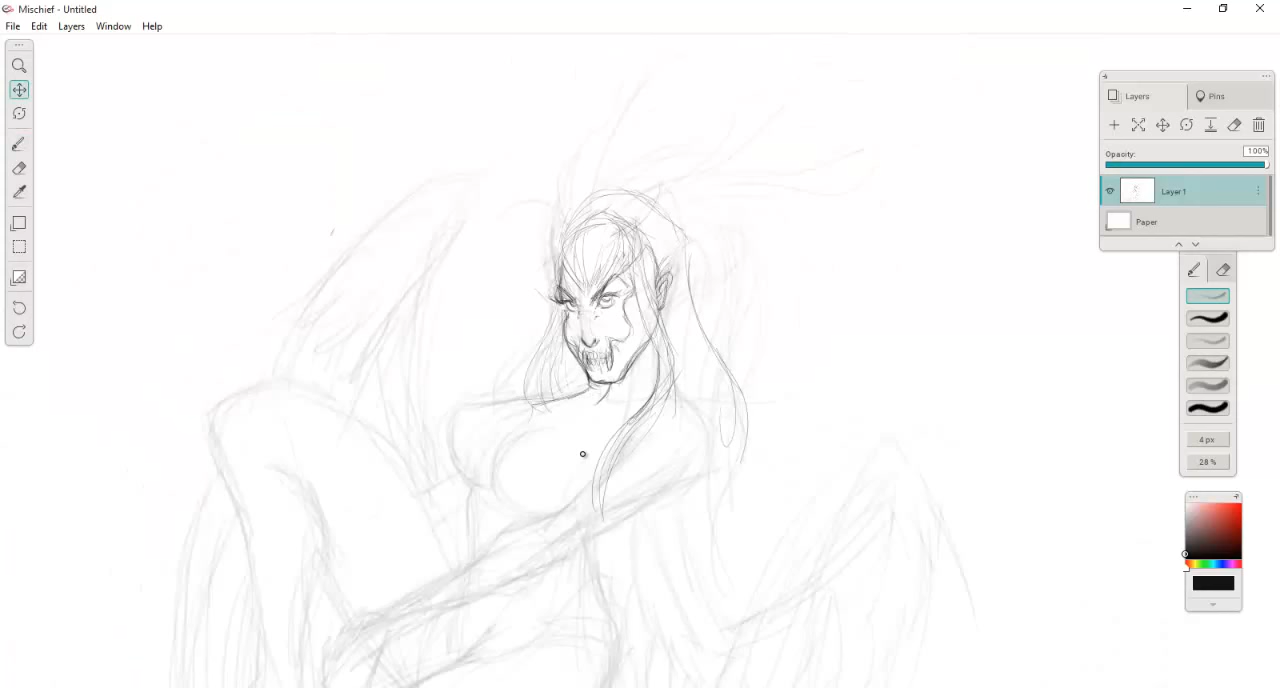 Mischief - Untitled
File Edit Layers Window Help
Layers Pins
Opacity: 100%
Layer 1
Paper
4 px
28 %